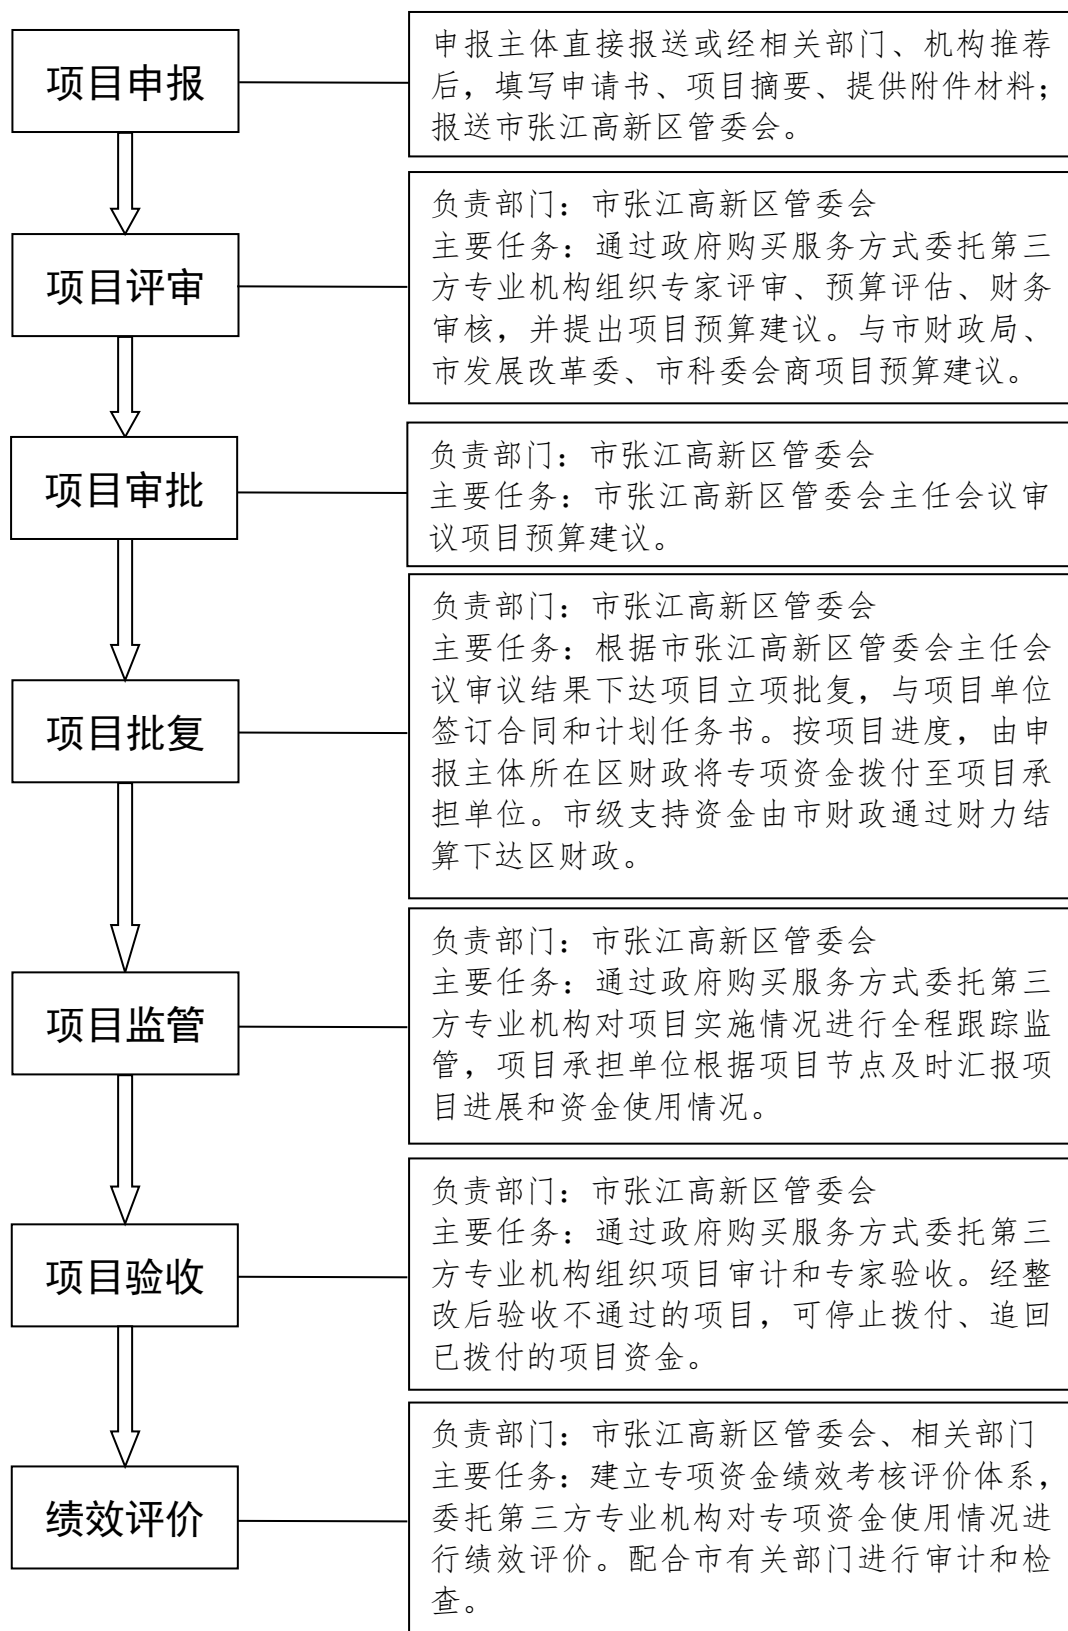 项目申报
申报主体直接报送或经相关部门、机构推荐
后，填写申请书、项目摘要、提供附件材料；
报送市张江高新区管委会。
项目评审
负责部门：市张江高新区管委会
主要任务：通过政府购买服务方式委托第三
方专业机构组织专家评审、预算评估、财务
审核，并提出项目预算建议。与市财政局、
市发展改革委、市科委会商项目预算建议。
项目审批
负责部门：市张江高新区管委会
主要任务：市张江高新区管委会主任会议审
议项目预算建议。
项目批复
负责部门：市张江高新区管委会
主要任务：根据市张江高新区管委会主任会
议审议结果下达项目立项批复，与项目单位
签订合同和计划任务书。按项目进度，由申
报主体所在区财政将专项资金拨付至项目承
担单位。市级支持资金由市财政通过财力结
算下达区财政。
项目监管
负责部门：市张江高新区管委会
主要任务：通过政府购买服务方式委托第三
方专业机构对项目实施情况进行全程跟踪监
管，项目承担单位根据项目节点及时汇报项
目进展和资金使用情况。
项目验收
负责部门：市张江高新区管委会
主要任务：通过政府购买服务方式委托第三
方专业机构组织项目审计和专家验收。经整
改后验收不通过的项目，可停止拨付、追回
已拨付的项目资金。
绩效评价
负责部门：市张江高新区管委会、相关部门
主要任务：建立专项资金绩效考核评价体系，
委托第三方专业机构对专项资金使用情况进
行绩效评价。配合市有关部门进行审计和检
查。